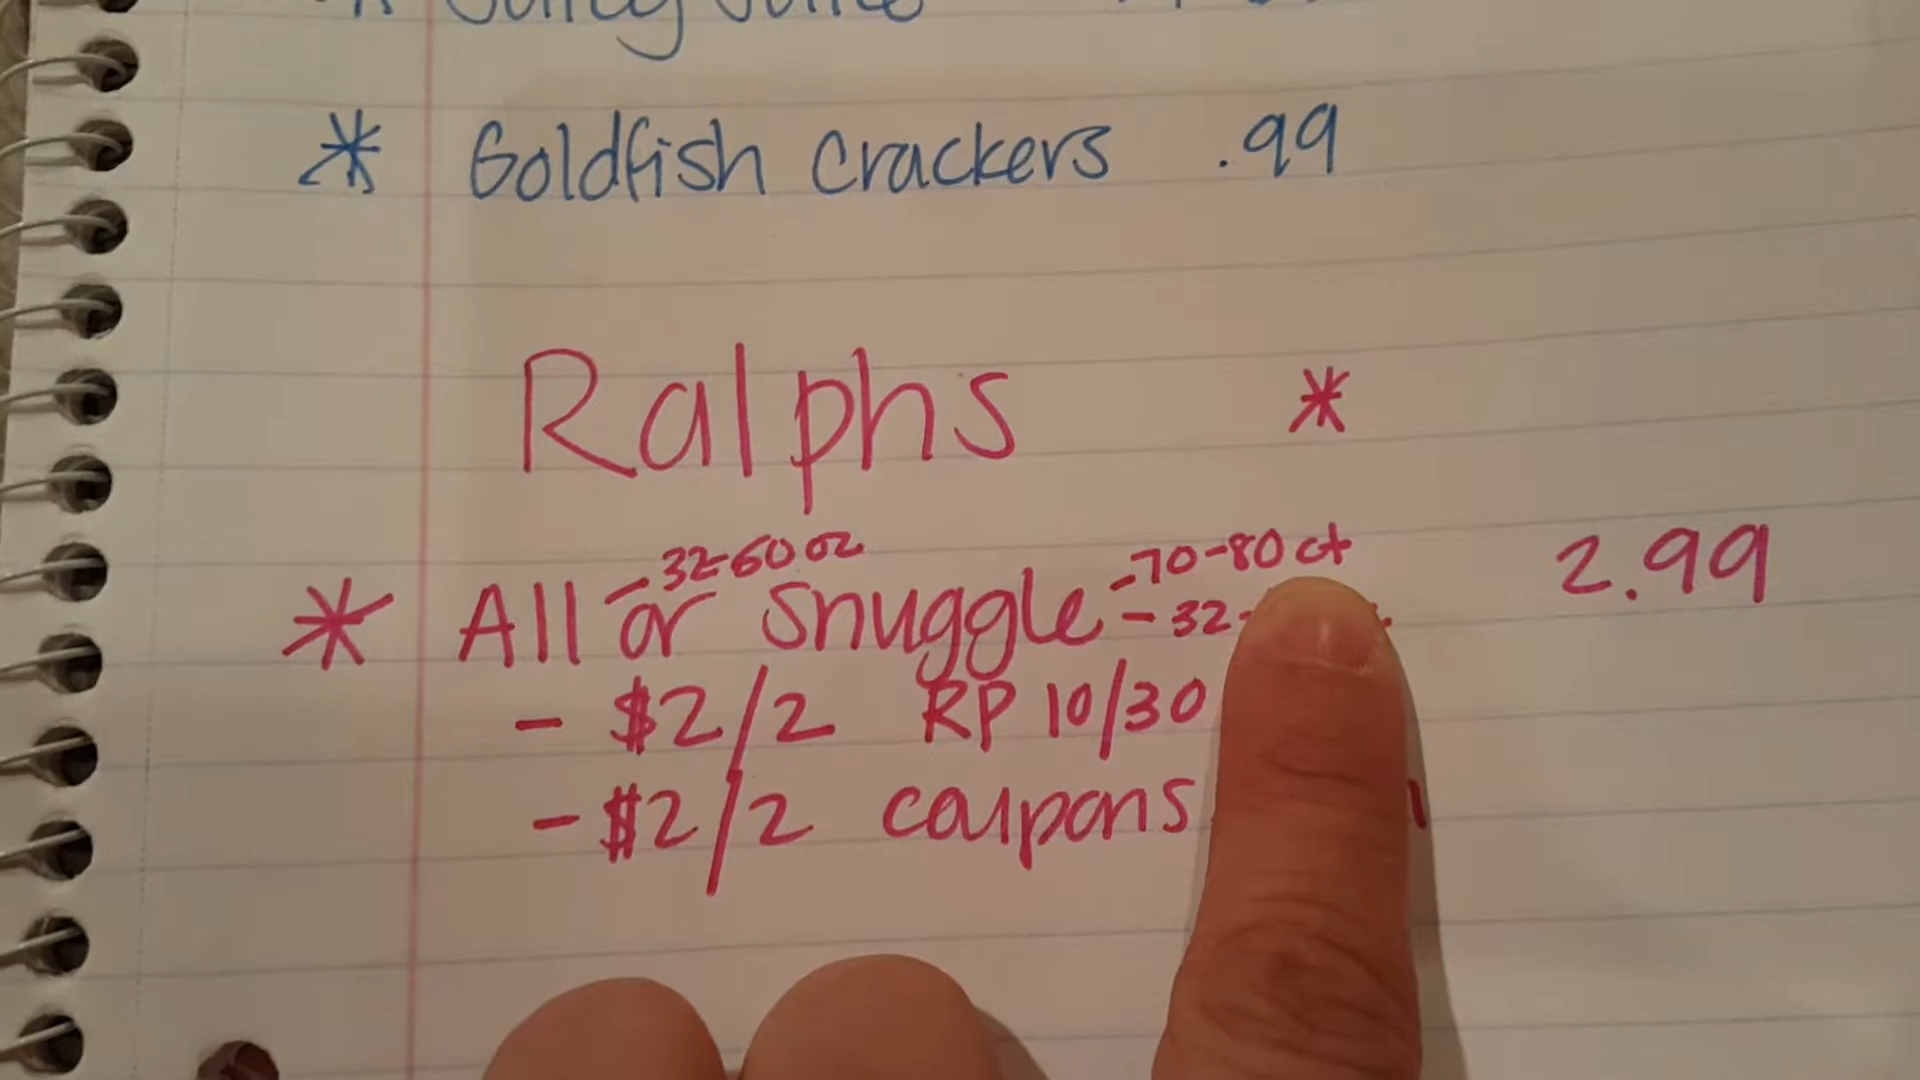 * Goldfish Crackers .99
Ralphs *
-32-60 oz -70-80 ct
* All or Snuggle - 32- 2.99
- $2/2 RP 10/30
- $2/2 coupons